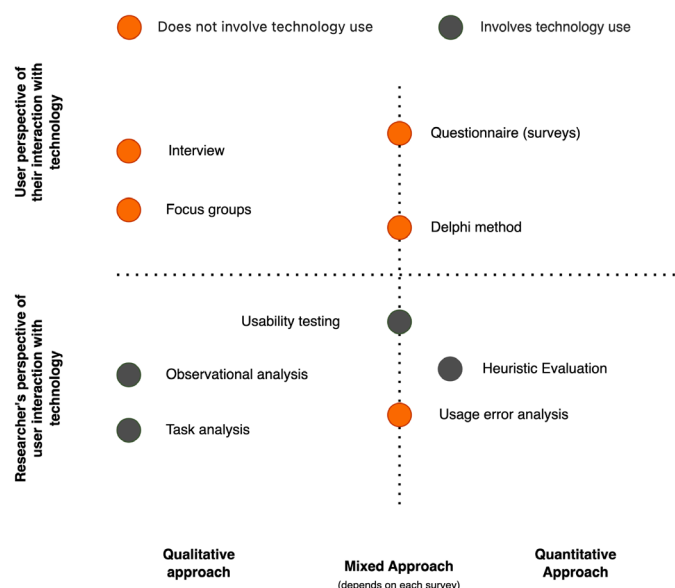 Does not involve technology use
Involves technology use
User perspective of
their interaction with
technology
Interview
Questionnaire (surveys)
Focus groups
Delphi method
Researcher's perspective of
user interaction with
technology
Usability testing
Observational analysis
Heuristic Evaluation
Usage error analysis
Task analysis
Qualitative
approach
Mixed Approach
(depends on each survey)
Quantitative
Approach